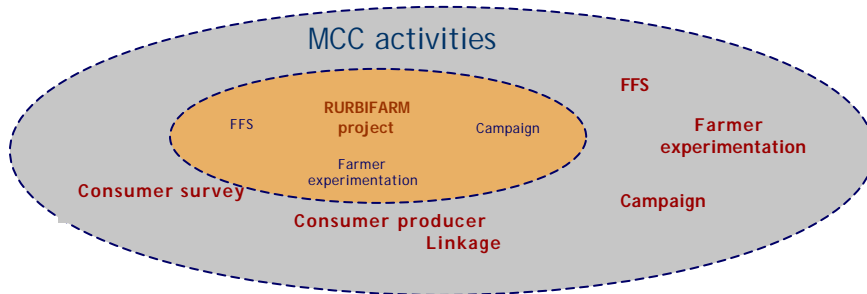 MCC activities
FFS
RURBIFARM
project
FFS
Campaign
Farmer
experimentation
Farmer
experimentation
Consumer survey
Campaign
Consumer producer
Linkage